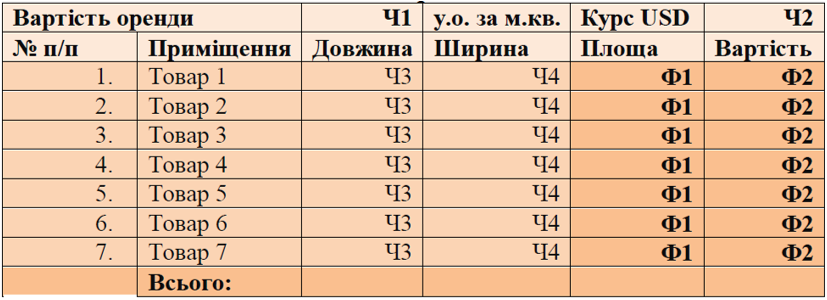 Вартість оренди Ч1 у.о. за м.кв. Курс USD Ч2
№ п/п Приміщення Довжина Ширина Площа Вартість
1. Товар 1 Ч3 Ч4 Ф1 Ф2
2. Товар 2 Ч3 Ч4 Ф1 Ф2
3. Товар 3 Ч3 Ч4 Ф1 Ф2
4. Товар 4 Ч3 Ч4 Ф1 Ф2
5. Товар 5 Ч3 Ч4 Ф1 Ф2
6. Товар 6 Ч3 Ч4 Ф1 Ф2
7. Товар 7 Ч3 Ч4 Ф1 Ф2
Всього: